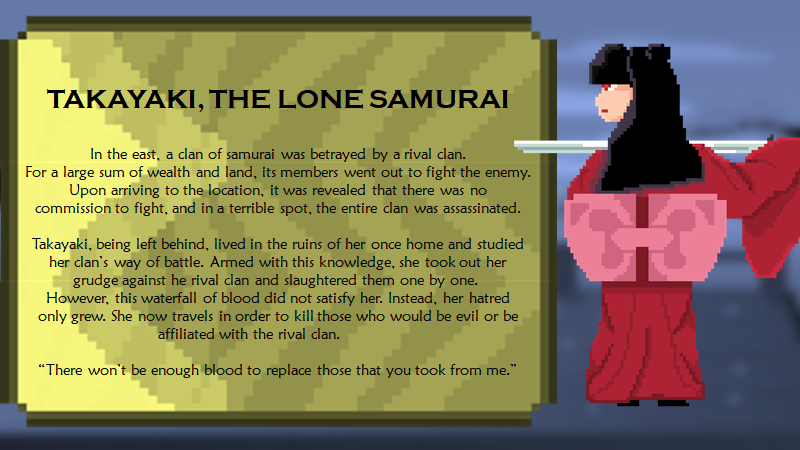 TAKAYAKI, THE LONE SAMURAI
In the east, a clan of samurai was betrayed by a rival clan.
For a large sum of wealth and land, its members went out to fight the enemy.
Upon arriving to the location, it was revealed that there was no
commission to fight, and in a terrible spot, the entire clan was assassinated.
Takayaki, being left behind, lived in the ruins of her once home and studied
her clan's way of battle. Armed with this knowledge, she took out her
grudge against he rival clan and slaughtered them one by one.
However, this waterfall of blood did not satisfy her. Instead, her hatred
only grew. She now travels in order to kill those who would be evil or be
affiliated with the rival clan.
“There won't be enough blood to replace those that you took from me.”